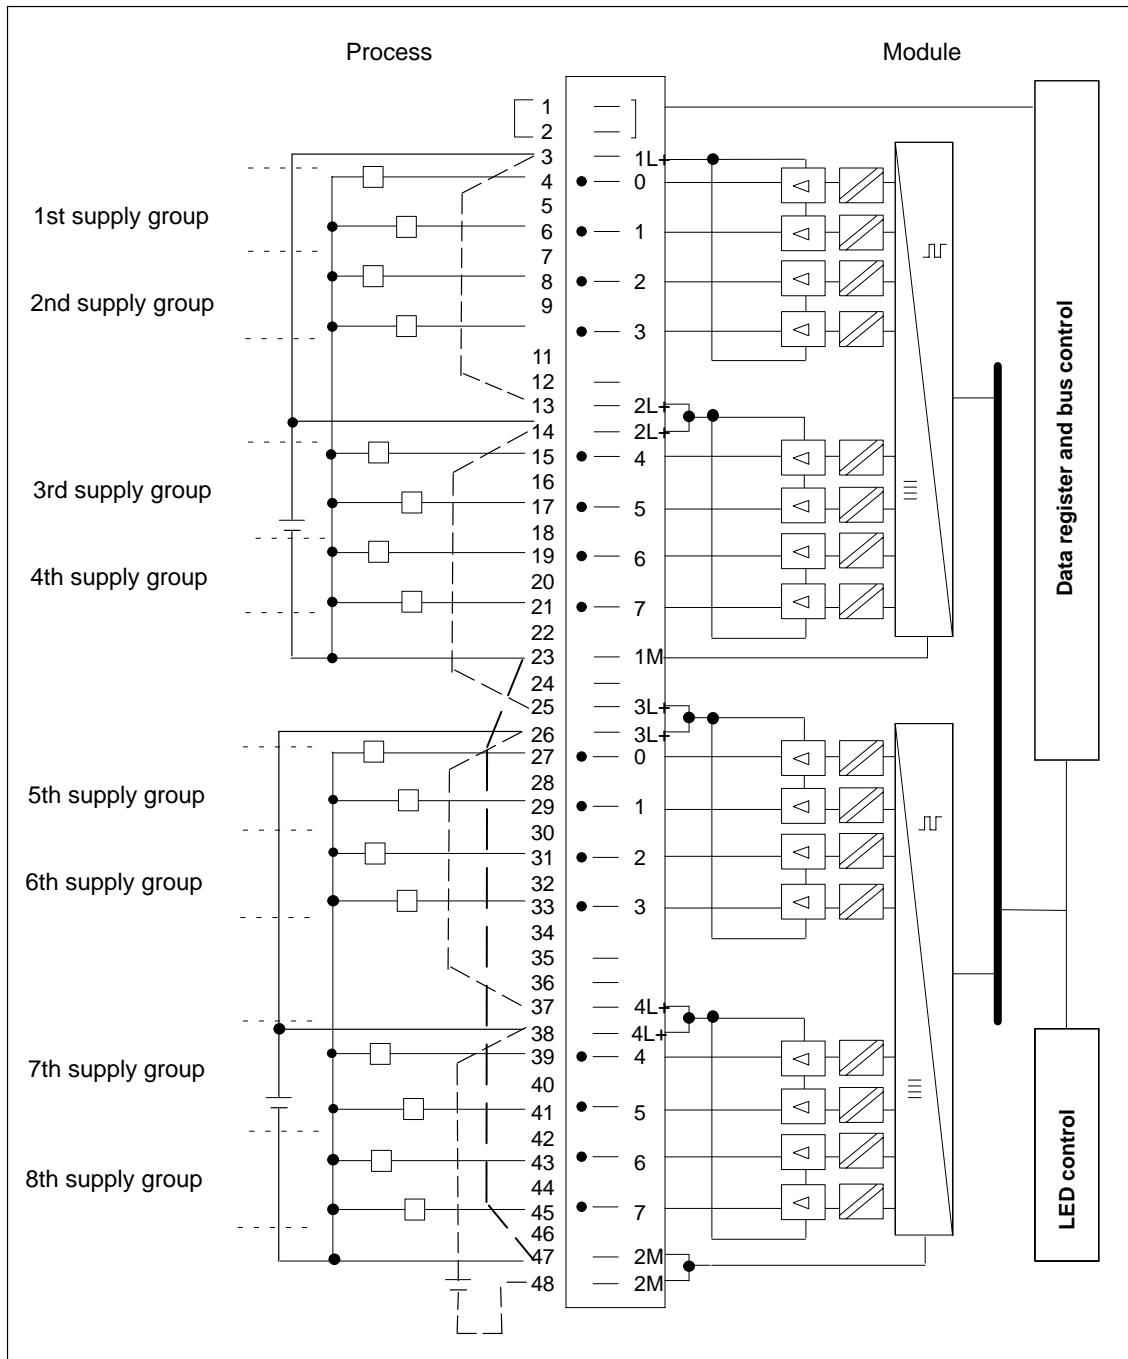 Process
Module
1
2
3 1L+
4 0
5
1st supply group
6 1
7
8 2
2nd supply group
9
3
11
12
13 2L+
14 2L+
15 4
16
3rd supply group
17 5
18
19 6
4th supply group
20
21 7
22
23 1M
24
25 3L+
26 3L+
27 0
28
5th supply group
29 1
30
31 2
32
6th supply group
33 3
34
35
36
37 4L+
38 4L+
39 4
7th supply group
40
41 5
42
43 6
8th supply group
44
45 7
46
47 2M
48 2M
Data register and bus control
LED control